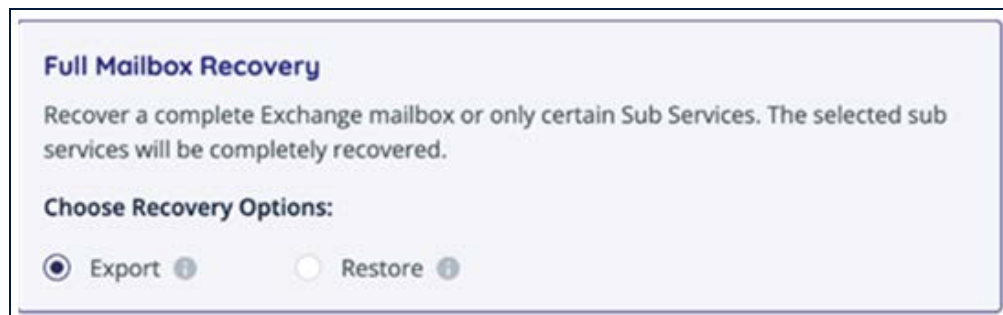 Full Mailbox Recovery
Recover a complete Exchange mailbox or only certain Sub Services. The selected sub
services will be completely recovered.
Choose Recovery Options:
Export Restore